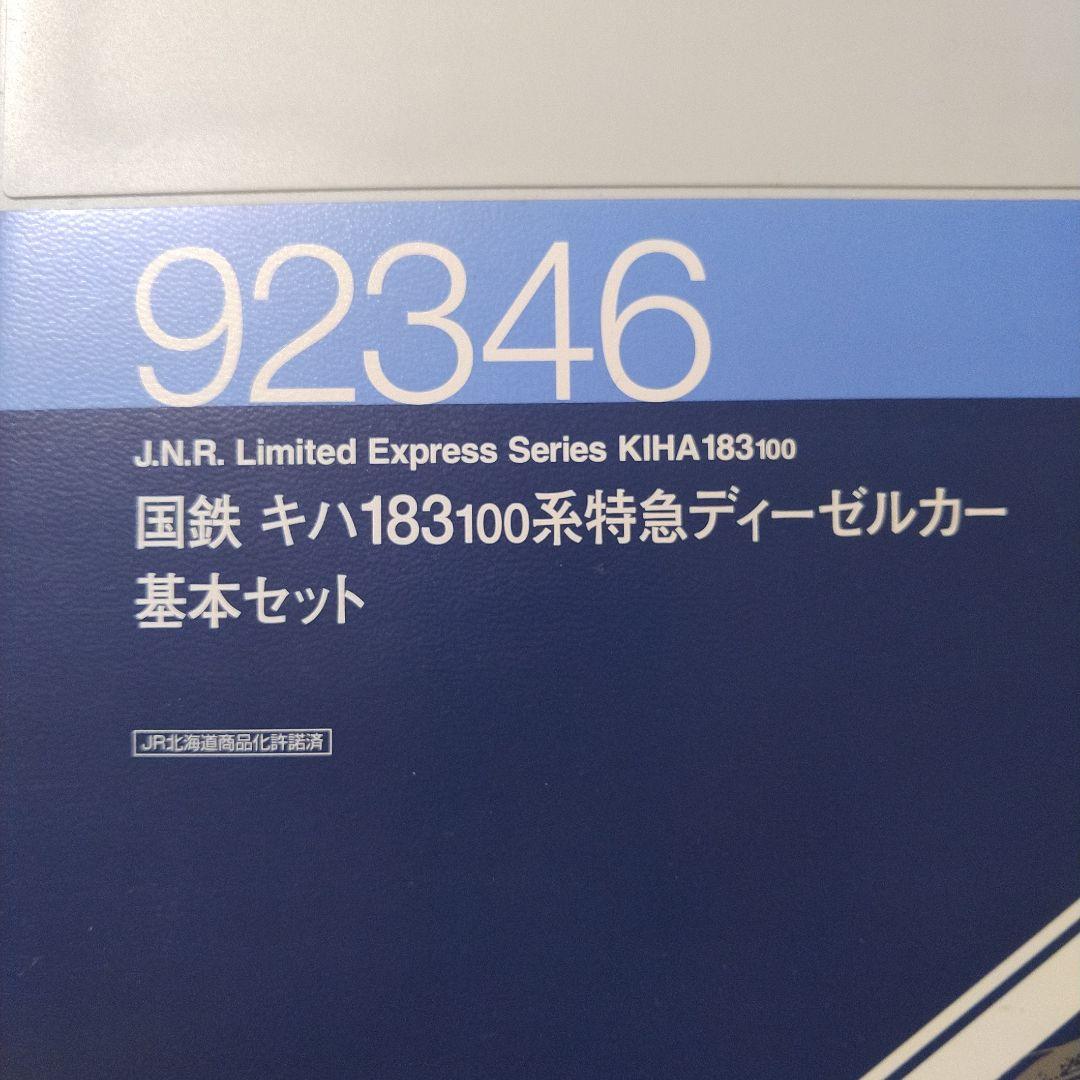 92346
J.N.R. Limited Express Series KIHA183100
国鉄 キハ183100系特急ディーゼルカー
基本セット
JR北海道商品化許諾済